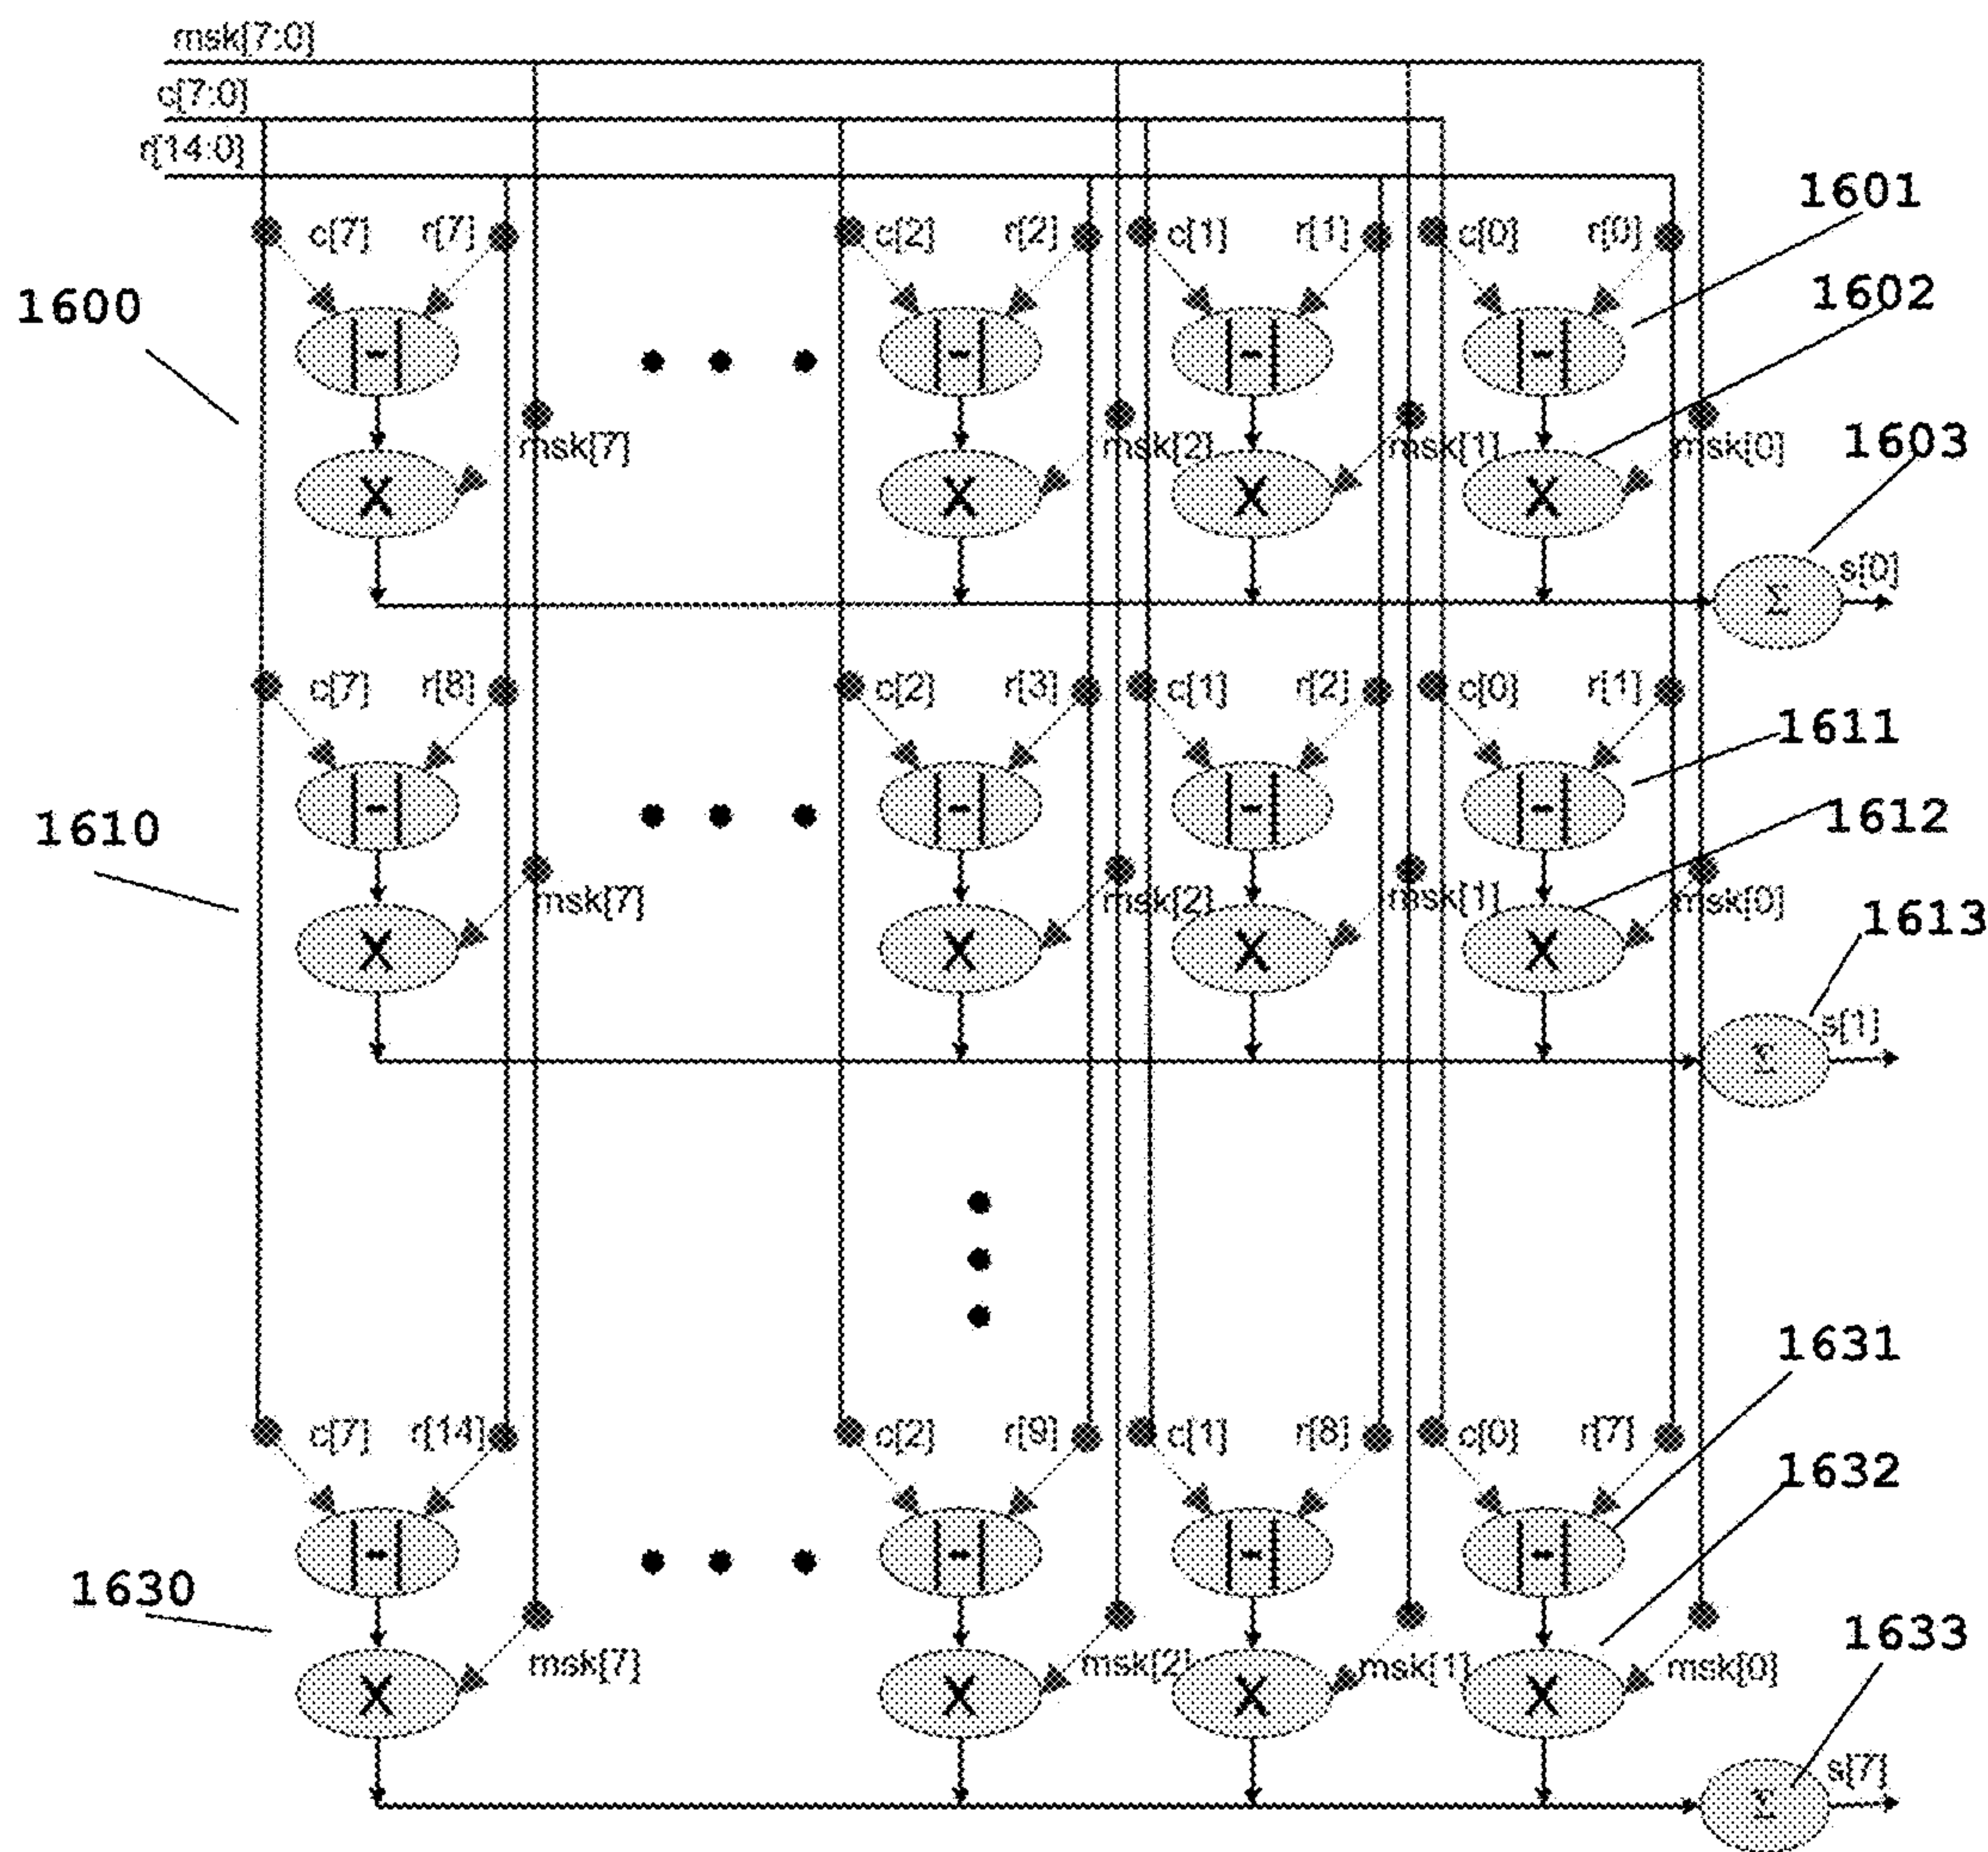 msk[7:0]
c[7:0]
r[14:0]
c[7] r[7] c[2] r[2] c[1] r[1] c[0] r[0] 1601
1600 |-| |-| |-| |-| 1602
msk[7] msk[2] msk[1] msk[0] 1603
X X X X
Σ s[0]
c[7] r[8] c[2] r[3] c[1] r[2] c[0] r[1]
1610 |-| |-| |-| |-| 1611
1612
msk[7] msk[2] msk[1] msk[0] 1613
X X X X
Σ s[1]
1631
c[7] r[14] c[2] r[9] c[1] r[8] c[0] r[7]
|-| |-| |-| |-| 1632
1630
msk[7] msk[2] msk[1] msk[0] 1633
X X X X
Σ s[7]